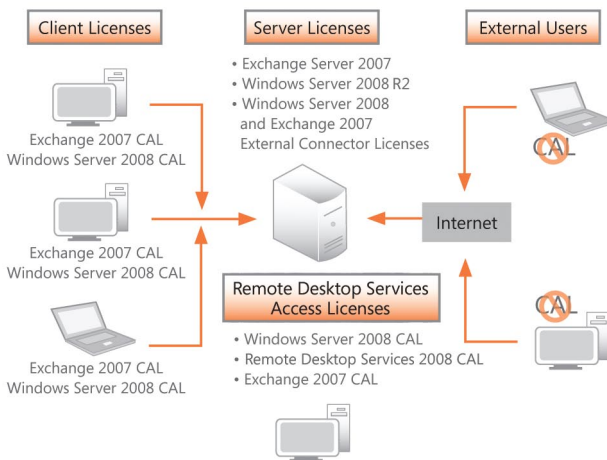 Client Licenses
Server Licenses
External Users
• Exchange Server 2007
• Windows Server 2008 R2
• Windows Server 2008
and Exchange 2007
External Connector Licenses
Exchange 2007 CAL
Windows Server 2008 CAL
CAL
Exchange 2007 CAL
Windows Server 2008 CAL
Internet
Remote Desktop Services
Access Licenses
• Windows Server 2008 CAL
• Remote Desktop Services 2008 CAL
• Exchange 2007 CAL
CAL
Exchange 2007 CAL
Windows Server 2008 CAL